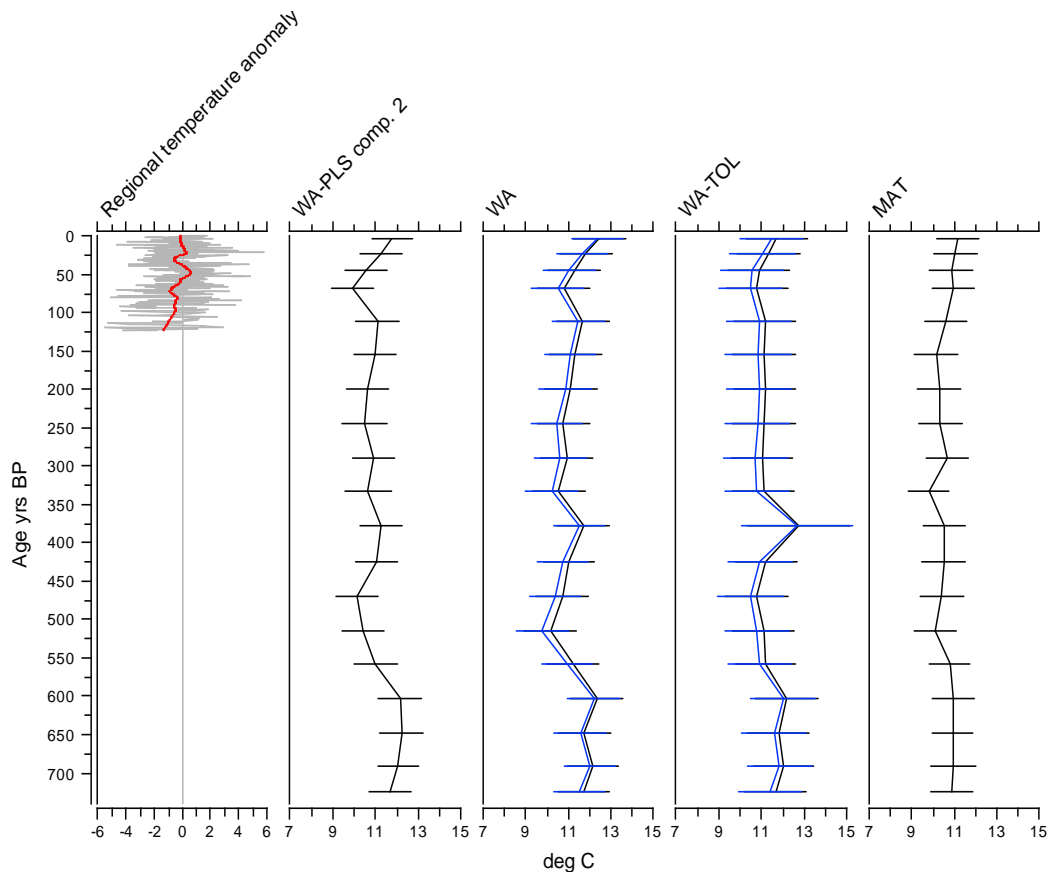 Regional temperature anomaly
WA-PLS comp. 2
WA
WA-TOL
MAT
0
50
100
150
200
250
300
350
400
450
500
550
600
650
700
Age yrs BP
-6 -4 -2 0 2 4 6
7 9 11 13 15
7 9 11 13 15
7 9 11 13 15
7 9 11 13 15
deg C